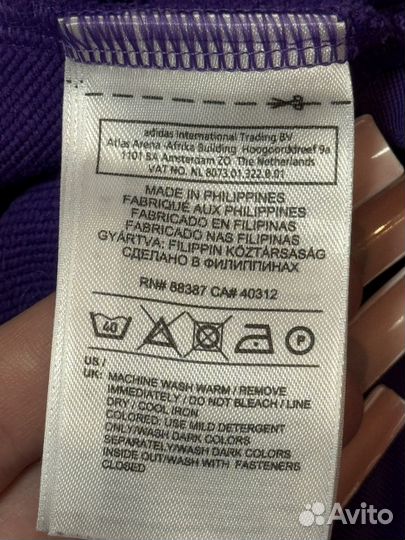 adidas International Trading BV
Atlas Arena -Afrika Building Hoogoorddreef 9a
1101 BA Amsterdam ZO The Netherlands
VAT NO. NL 8073.01.322.B.01
MADE IN PHILIPPINES
FABRIQUÉ AUX PHILIPPINES
FABRICADO EN FILIPINAS
FABRICADO NAS FILIPINAS
GYÁRTVA: FILIPPIN KÖZTÁRSASÁG
СДЕЛАНО В ФИЛИППИНАХ
RN# 88387 CA# 40312
40
P
US /
UK: MACHINE WASH WARM / REMOVE
IMMEDIATELY / DO NOT BLEACH / LINE
DRY / COOL IRON
COLORED: USE MILD DETERGENT
ONLY/WASH DARK COLORS
SEPARATELY/WASH DARK COLORS
INSIDE OUT/WASH WITH FASTENERS
CLOSED
Avito